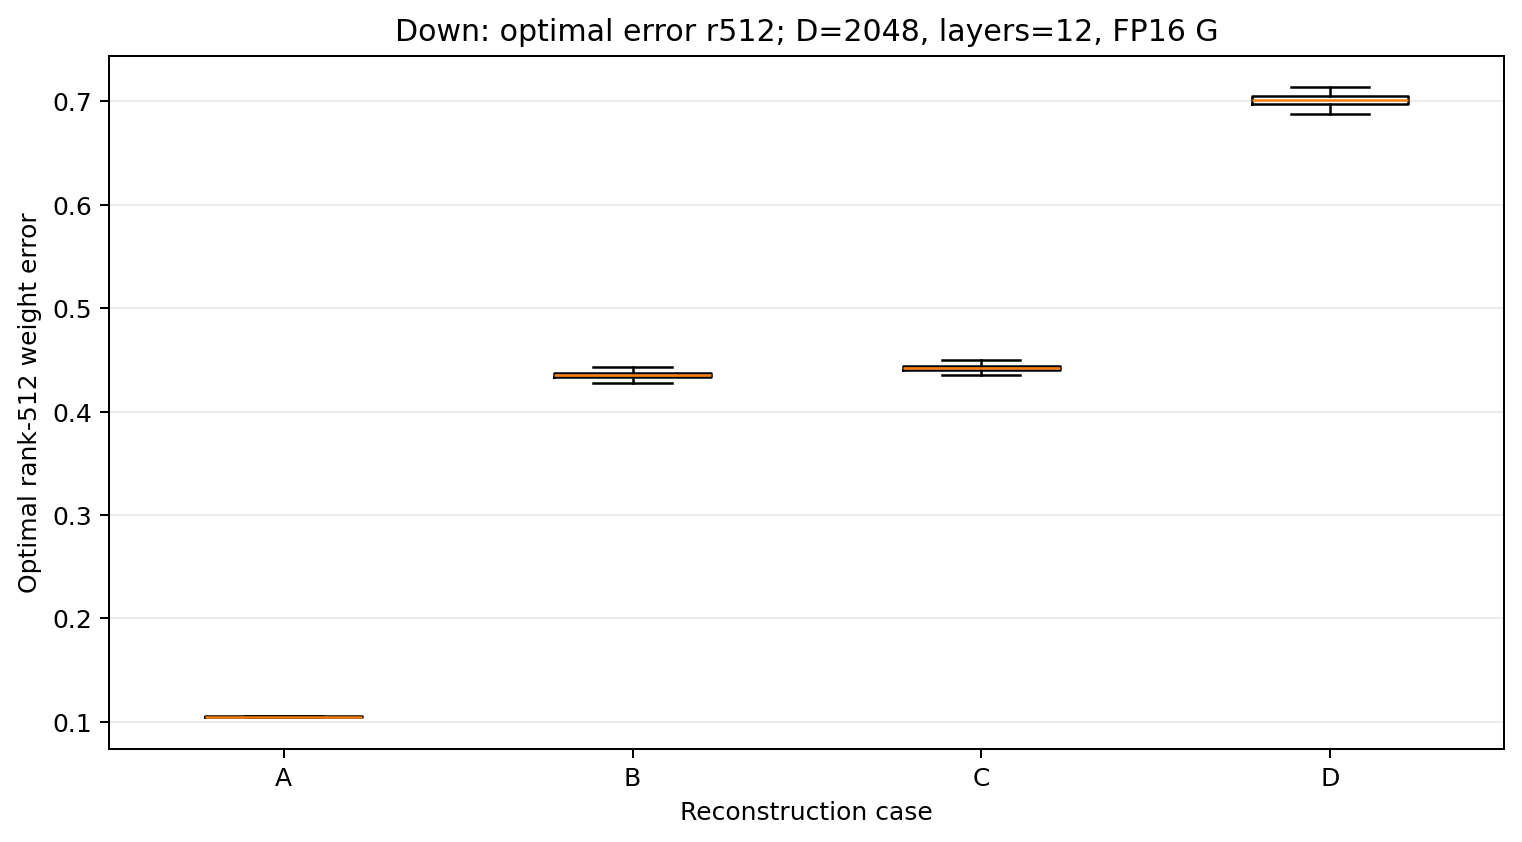 Down: optimal error r512; D=2048, layers=12, FP16 G
Optimal rank-512 weight error
0.7
0.6
0.5
0.4
0.3
0.2
0.1
A B C D
Reconstruction case